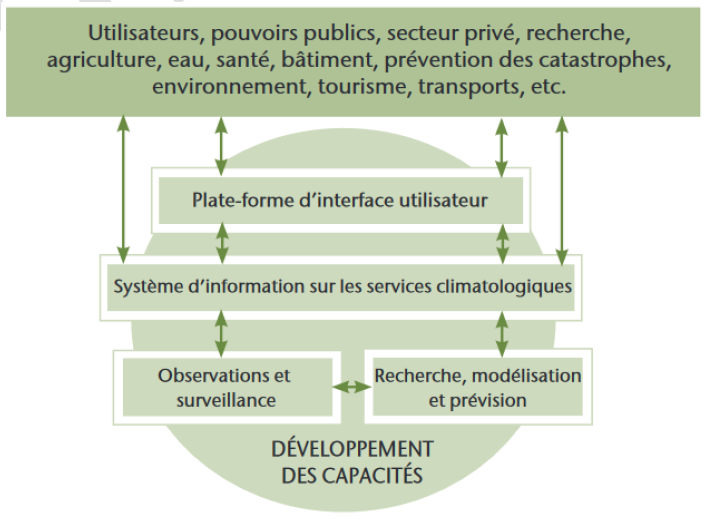 Utilisateurs, pouvoirs publics, secteur privé, recherche,
agriculture, eau, santé, bâtiment, prévention des catastrophes,
environnement, tourisme, transports, etc.
Plate-forme d’interface utilisateur
Système d’information sur les services climatologiques
Observations et
surveillance
Recherche, modélisation
et prévision
DÉVELOPPEMENT
DES CAPACITÉS